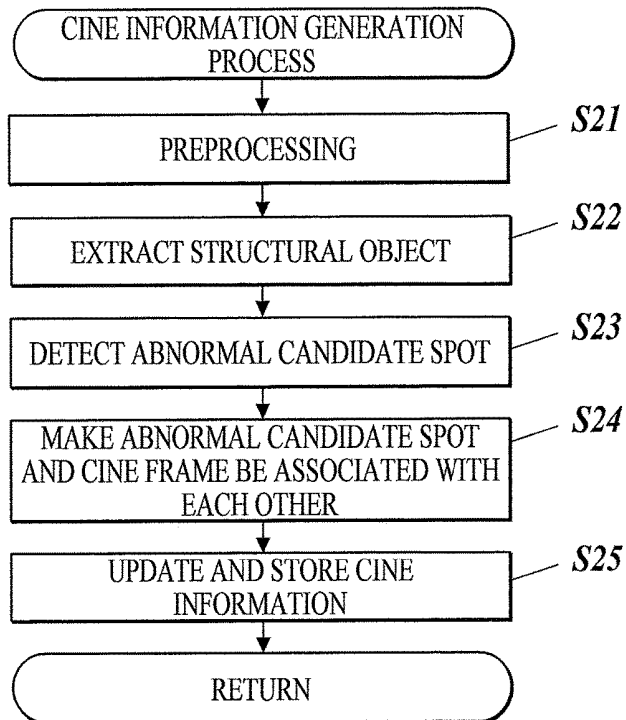 CINE INFORMATION GENERATION
PROCESS
PREPROCESSING
S21
EXTRACT STRUCTURAL OBJECT
S22
DETECT ABNORMAL CANDIDATE SPOT
S23
MAKE ABNORMAL CANDIDATE SPOT
AND CINE FRAME BE ASSOCIATED WITH
EACH OTHER
S24
UPDATE AND STORE CINE
INFORMATION
S25
RETURN